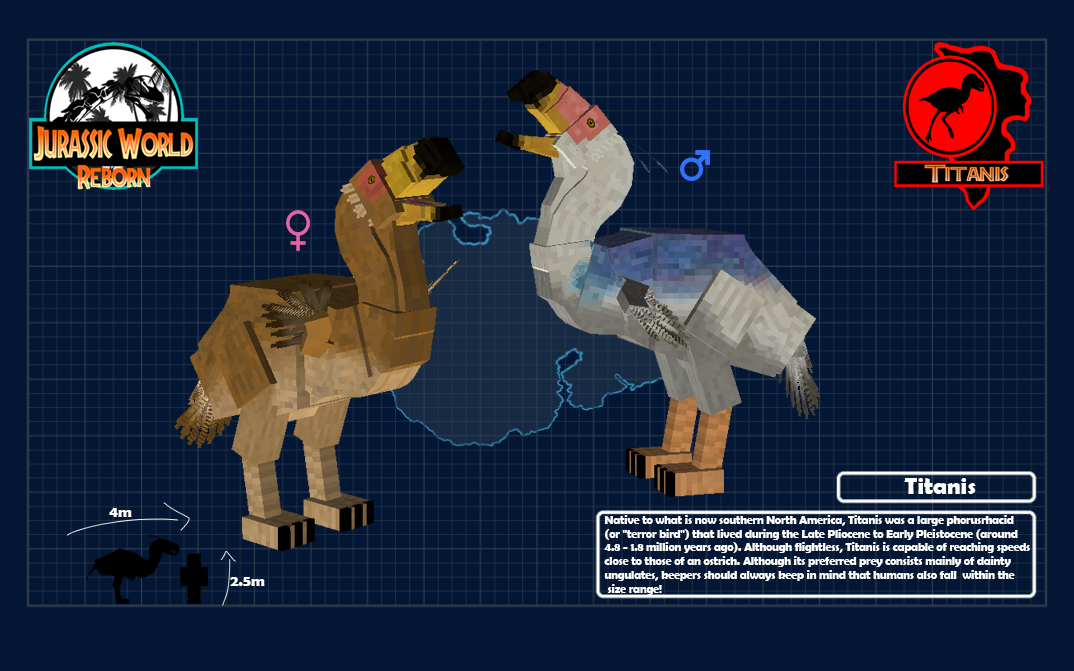 JURASSIC WORLD
REBORN
TITANIS
♀
♂
4m
2.5m
Titanis
Native to what is now southern North America, Titanis was a large phorusrhacid
(or "terror bird") that lived during the Late Pliocene to Early Pleistocene (around
4.8 - 1.8 million years ago). Although flightless, Titanis is capable of reaching speeds
close to those of an ostrich. Although its preferred prey consists mainly of dainty
ungulates, keepers should always keep in mind that humans also fall within the
size range!